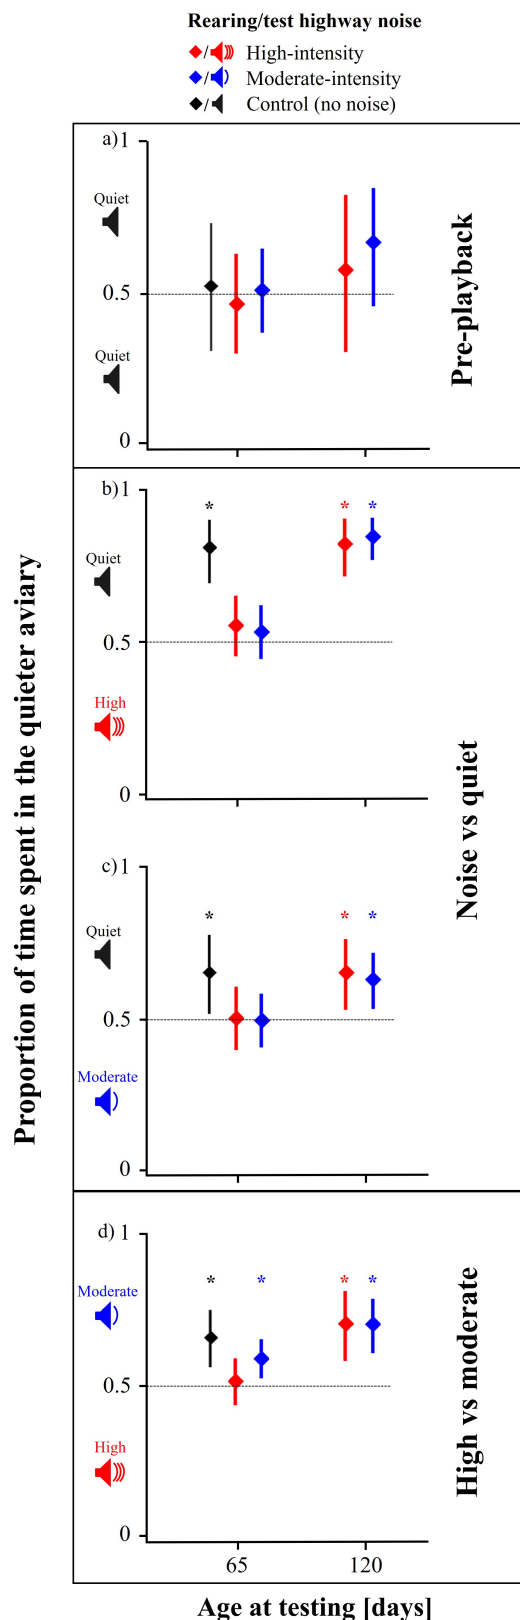 Rearing/test highway noise
/ High-intensity
/ Moderate-intensity
/ Control (no noise)
a) 1
Quiet
0.5
Quiet
0
Pre-playback
b) 1
* * *
Quiet
0.5
High
0
Noise vs quiet
c) 1
* * *
Quiet
0.5
Moderate
0
d) 1
* * * *
Moderate
0.5
High
0
High vs moderate
65 120
Age at testing [days]
Proportion of time spent in the quieter aviary